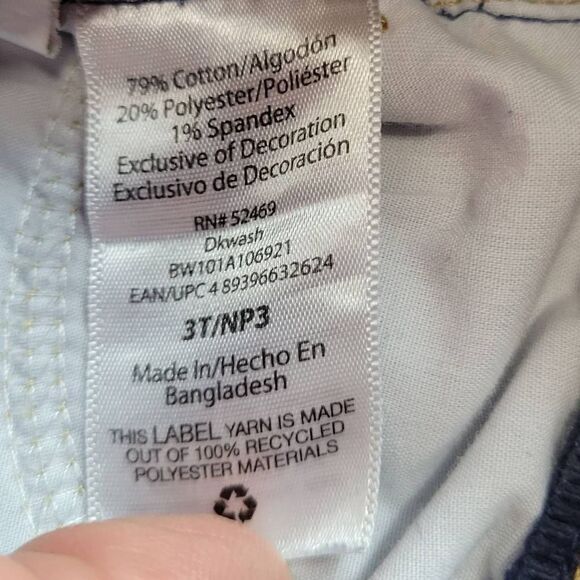 79% Cotton/Algodón
20% Polyester/Poliéster
1% Spandex
Exclusive of Decoration
Exclusivo de Decoración
RN# 52469
Dkwash
BW101A106921
EAN/UPC 4 89396632624
3T/NP3
Made In/Hecho En
Bangladesh
THIS LABEL YARN IS MADE
OUT OF 100% RECYCLED
POLYESTER MATERIALS